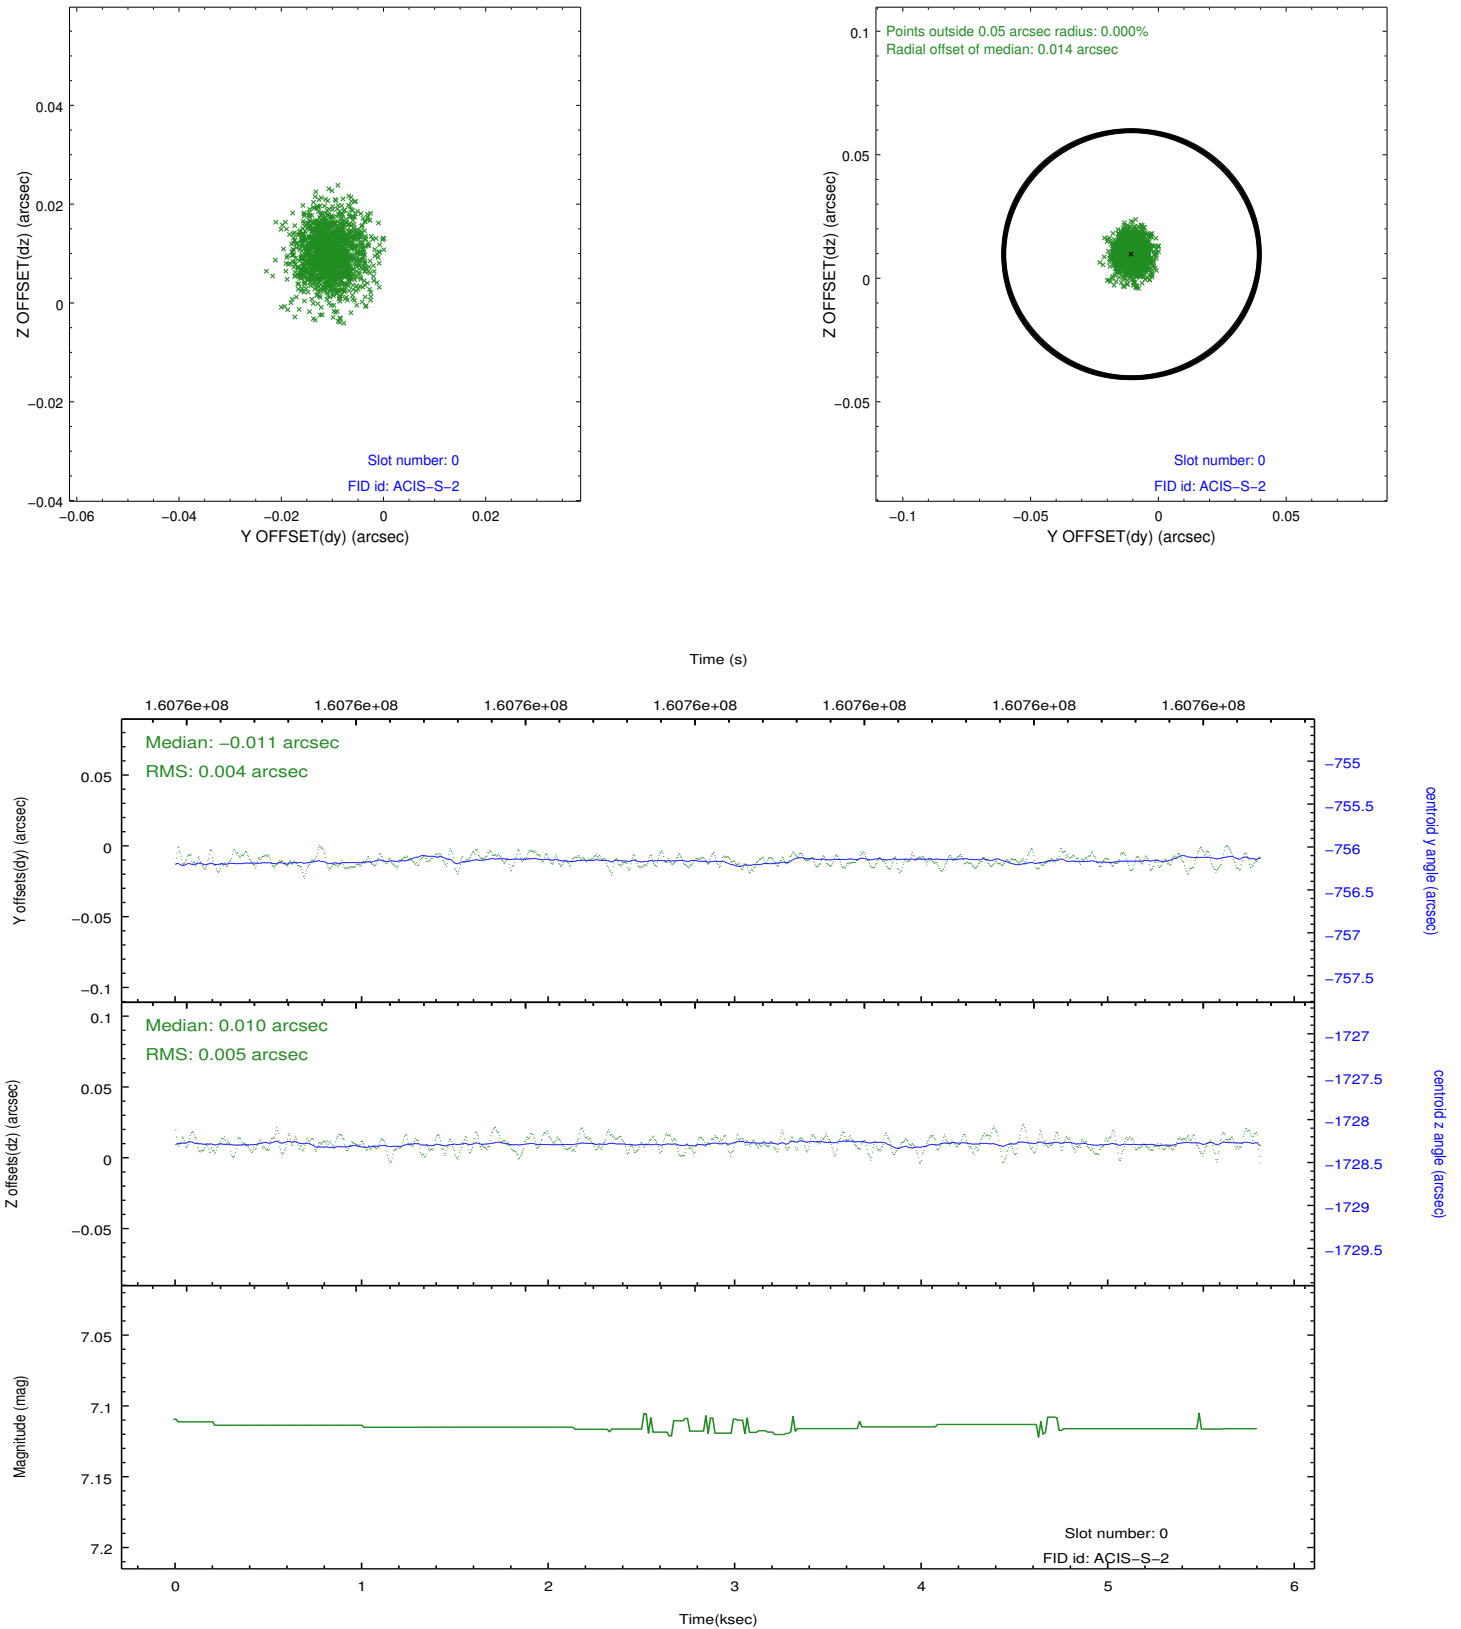 0.04
0.02
0
−0.02
−0.04
−0.06
−0.04
−0.02
0
0.02
Z OFFSET(dz) (arcsec)
Y OFFSET(dy) (arcsec)
Slot number: 0
FID id: ACIS−S−2
Points outside 0.05 arcsec radius: 0.000%
Radial offset of median: 0.014 arcsec
0.1
0.05
0
−0.05
−0.1
−0.05
0
0.05
Z OFFSET(dz) (arcsec)
Y OFFSET(dy) (arcsec)
Slot number: 0
FID id: ACIS−S−2
Time (s)
1.6076e+08 1.6076e+08 1.6076e+08 1.6076e+08 1.6076e+08 1.6076e+08 1.6076e+08
Median: −0.011 arcsec
RMS: 0.004 arcsec
0.05
0
−0.05
−0.1
Y offsets(dy) (arcsec)
−755
−755.5
−756
−756.5
−757
−757.5
centroid y angle (arcsec)
Median: 0.010 arcsec
RMS: 0.005 arcsec
0.1
0.05
0
−0.05
Z offsets(dz) (arcsec)
−1727
−1727.5
−1728
−1728.5
−1729
−1729.5
centroid z angle (arcsec)
7.05
7.1
7.15
7.2
Magnitude (mag)
Slot number: 0
FID id: ACIS−S−2
0 1 2 3 4 5 6
Time(ksec)